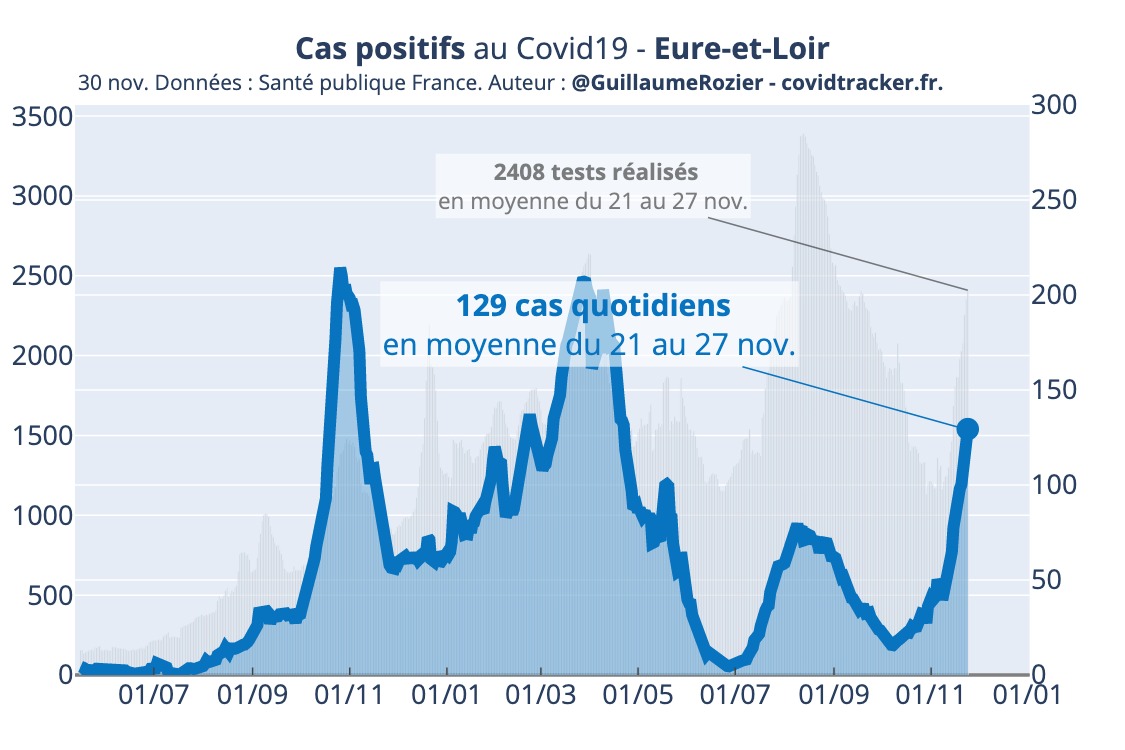 Cas positifs au Covid19 - Eure-et-Loir
30 nov. Données : Santé publique France. Auteur : @GuillaumeRozier - covidtracker.fr.
3500
3000
2500
2000
1500
1000
500
0
300
250
200
150
100
50
0
2408 tests réalisés
en moyenne du 21 au 27 nov.
129 cas quotidiens
en moyenne du 21 au 27 nov.
01/07 01/09 01/11 01/01 01/03 01/05 01/07 01/09 01/11 01/01